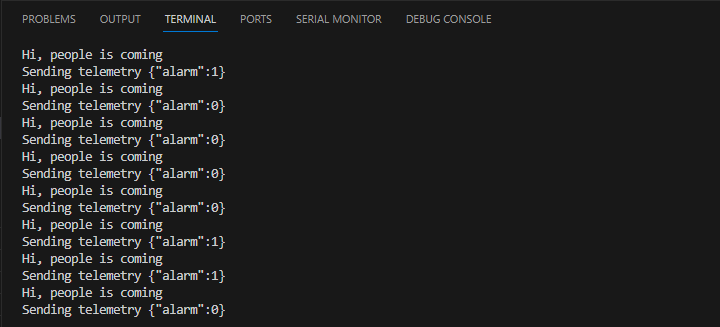 PROBLEMS OUTPUT TERMINAL PORTS SERIAL MONITOR DEBUG CONSOLE
Hi, people is coming
Sending telemetry {"alarm":1}
Hi, people is coming
Sending telemetry {"alarm":0}
Hi, people is coming
Sending telemetry {"alarm":0}
Hi, people is coming
Sending telemetry {"alarm":0}
Hi, people is coming
Sending telemetry {"alarm":0}
Hi, people is coming
Sending telemetry {"alarm":1}
Hi, people is coming
Sending telemetry {"alarm":1}
Hi, people is coming
Sending telemetry {"alarm":0}